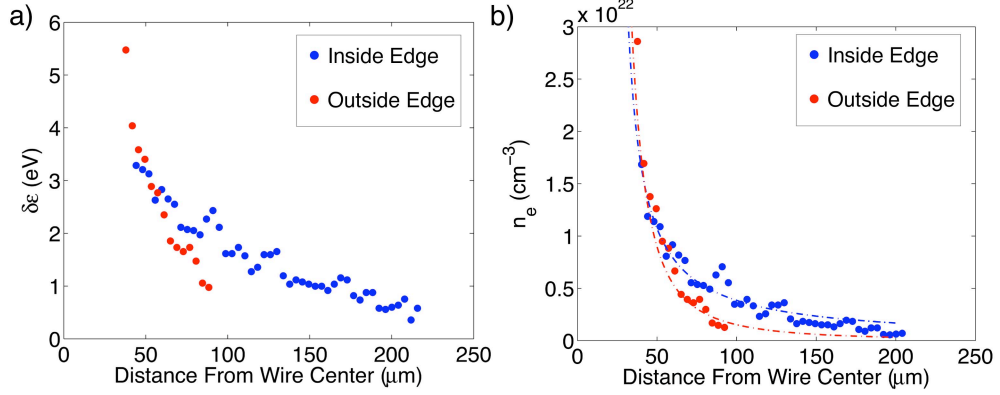 a)
6
5
4
3
2
1
0
δε (eV)
0
50
100
150
200
250
Distance From Wire Center (μm)
Inside Edge
Outside Edge
b)
x 10^22
3
2.5
2
1.5
1
0.5
0
n_e (cm^−3)
0
50
100
150
200
250
Distance From Wire Center (μm)
Inside Edge
Outside Edge